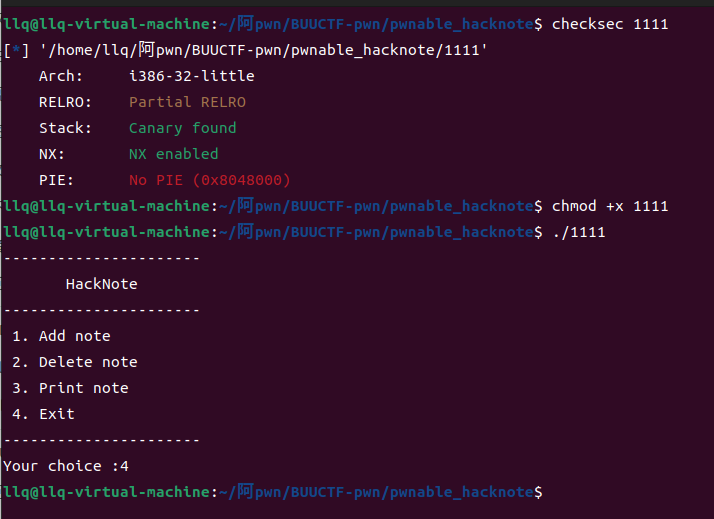 llq@llq-virtual-machine:~/阿pwn/BUUCTF-pwn/pwnable_hacknote$ checksec 1111
[*] '/home/llq/阿pwn/BUUCTF-pwn/pwnable_hacknote/1111'
    Arch:     i386-32-little
    RELRO:    Partial RELRO
    Stack:    Canary found
    NX:       NX enabled
    PIE:      No PIE (0x8048000)
llq@llq-virtual-machine:~/阿pwn/BUUCTF-pwn/pwnable_hacknote$ chmod +x 1111
llq@llq-virtual-machine:~/阿pwn/BUUCTF-pwn/pwnable_hacknote$ ./1111
----------------------
       HackNote
----------------------
 1. Add note
 2. Delete note
 3. Print note
 4. Exit
----------------------
Your choice :4
llq@llq-virtual-machine:~/阿pwn/BUUCTF-pwn/pwnable_hacknote$